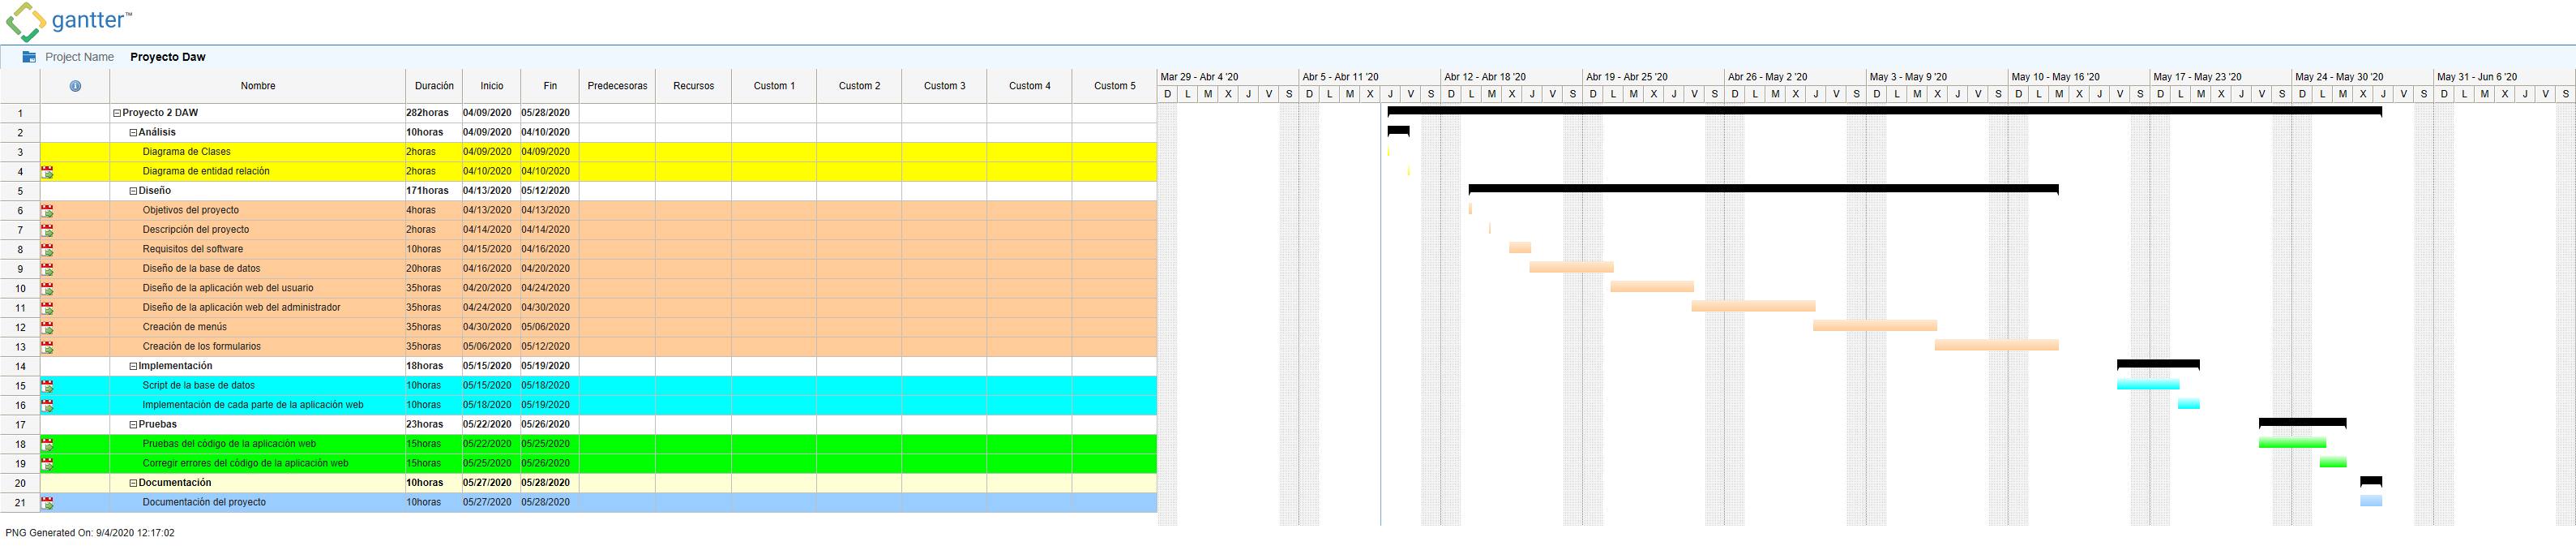 gantter™
Project Name Proyecto Daw
Nombre Duración Inicio Fin Predecesoras Recursos Custom 1 Custom 2 Custom 3 Custom 4 Custom 5
Mar 29 - Abr 4 '20 Abr 5 - Abr 11 '20 Abr 12 - Abr 18 '20 Abr 19 - Abr 25 '20 Abr 26 - May 2 '20 May 3 - May 9 '20 May 10 - May 16 '20 May 17 - May 23 '20 May 24 - May 30 '20 May 31 - Jun 6 '20
D L M X J V S D L M X J V S D L M X J V S D L M X J V S D L M X J V S D L M X J V S D L M X J V S D L M X J V S D L M X J V S D L M X J V S
1 Proyecto 2 DAW 282horas 04/09/2020 05/28/2020
2 Análisis 10horas 04/09/2020 04/10/2020
3 Diagrama de Clases 2horas 04/09/2020 04/09/2020
4 Diagrama de entidad relación 2horas 04/10/2020 04/10/2020
5 Diseño 171horas 04/13/2020 05/12/2020
6 Objetivos del proyecto 4horas 04/13/2020 04/13/2020
7 Descripción del proyecto 2horas 04/14/2020 04/14/2020
8 Requisitos del software 10horas 04/15/2020 04/16/2020
9 Diseño de la base de datos 20horas 04/16/2020 04/20/2020
10 Diseño de la aplicación web del usuario 35horas 04/20/2020 04/24/2020
11 Diseño de la aplicación web del administrador 35horas 04/24/2020 04/30/2020
12 Creación de menús 35horas 04/30/2020 05/06/2020
13 Creación de los formularios 35horas 05/06/2020 05/12/2020
14 Implementación 18horas 05/15/2020 05/19/2020
15 Script de la base de datos 10horas 05/15/2020 05/18/2020
16 Implementación de cada parte de la aplicación web 10horas 05/18/2020 05/19/2020
17 Pruebas 23horas 05/22/2020 05/26/2020
18 Pruebas del código de la aplicación web 15horas 05/22/2020 05/25/2020
19 Corregir errores del código de la aplicación web 15horas 05/25/2020 05/26/2020
20 Documentación 10horas 05/27/2020 05/28/2020
21 Documentación del proyecto 10horas 05/27/2020 05/28/2020
PNG Generated On: 9/4/2020 12:17:02